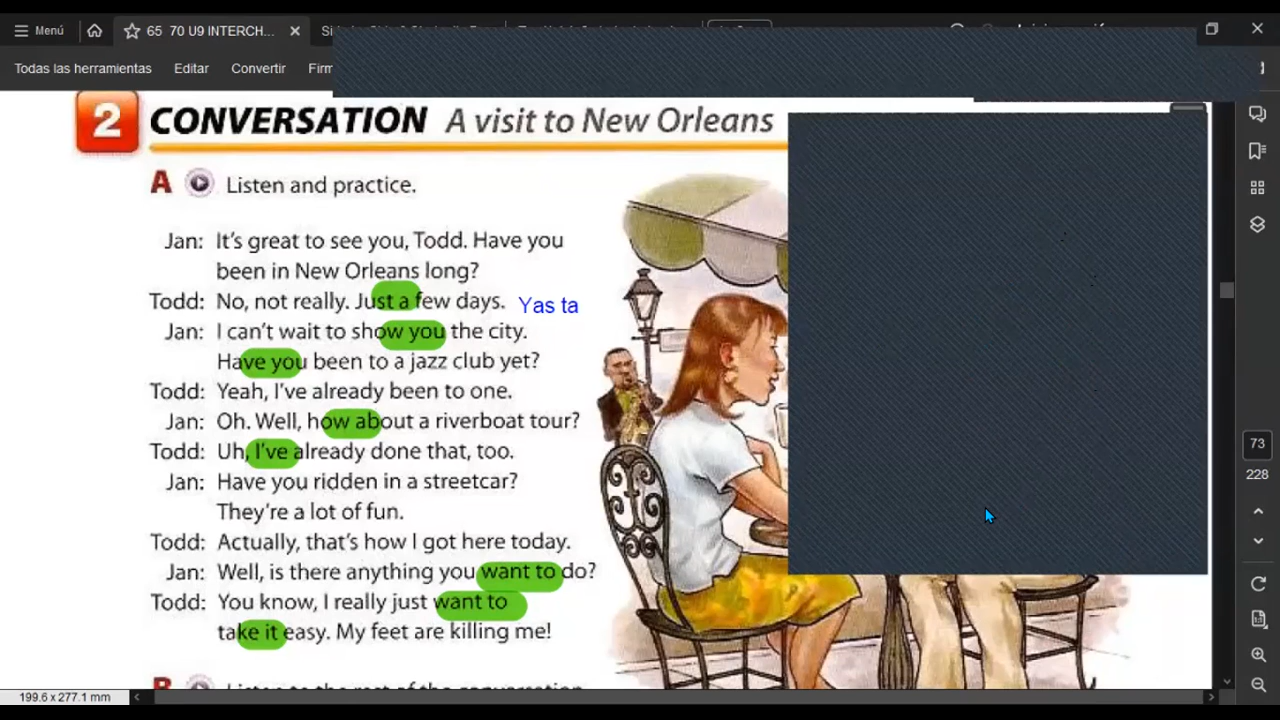 Menú
65 70 U9 INTERCH...
Todas las herramientas
Editar
Convertir
2 CONVERSATION A visit to New Orleans
A Listen and practice.
Jan: It's great to see you, Todd. Have you
been in New Orleans long?
Todd: No, not really. Just a few days. Yas ta
Jan: I can't wait to show you the city.
Have you been to a jazz club yet?
Todd: Yeah, I've already been to one.
Jan: Oh. Well, how about a riverboat tour?
Todd: Uh, I've already done that, too.
Jan: Have you ridden in a streetcar?
They're a lot of fun.
Todd: Actually, that's how I got here today.
Jan: Well, is there anything you want to do?
Todd: You know, I really just want to
take it easy. My feet are killing me!
73
228
199.6 x 277.1 mm